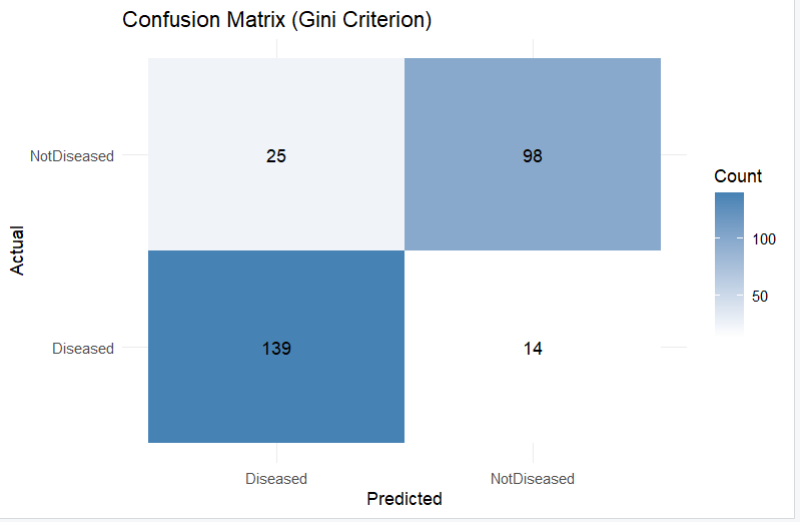 Confusion Matrix (Gini Criterion)
NotDiseased
25
98
Count
100
50
Actual
Diseased
139
14
Diseased
NotDiseased
Predicted